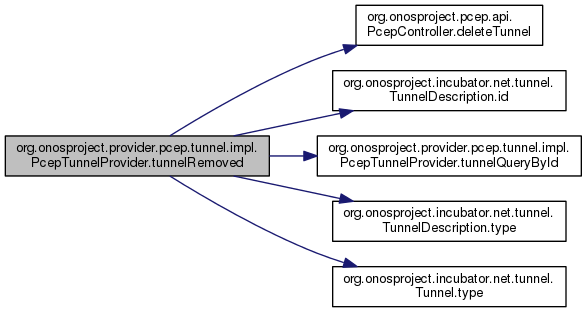 org.onosproject.provider.pcep.tunnel.impl.
PcepTunnelProvider.tunnelRemoved
org.onosproject.pcep.api.
PcepController.deleteTunnel
org.onosproject.incubator.net.tunnel.
TunnelDescription.id
org.onosproject.provider.pcep.tunnel.impl.
PcepTunnelProvider.tunnelQueryById
org.onosproject.incubator.net.tunnel.
TunnelDescription.type
org.onosproject.incubator.net.tunnel.
Tunnel.type